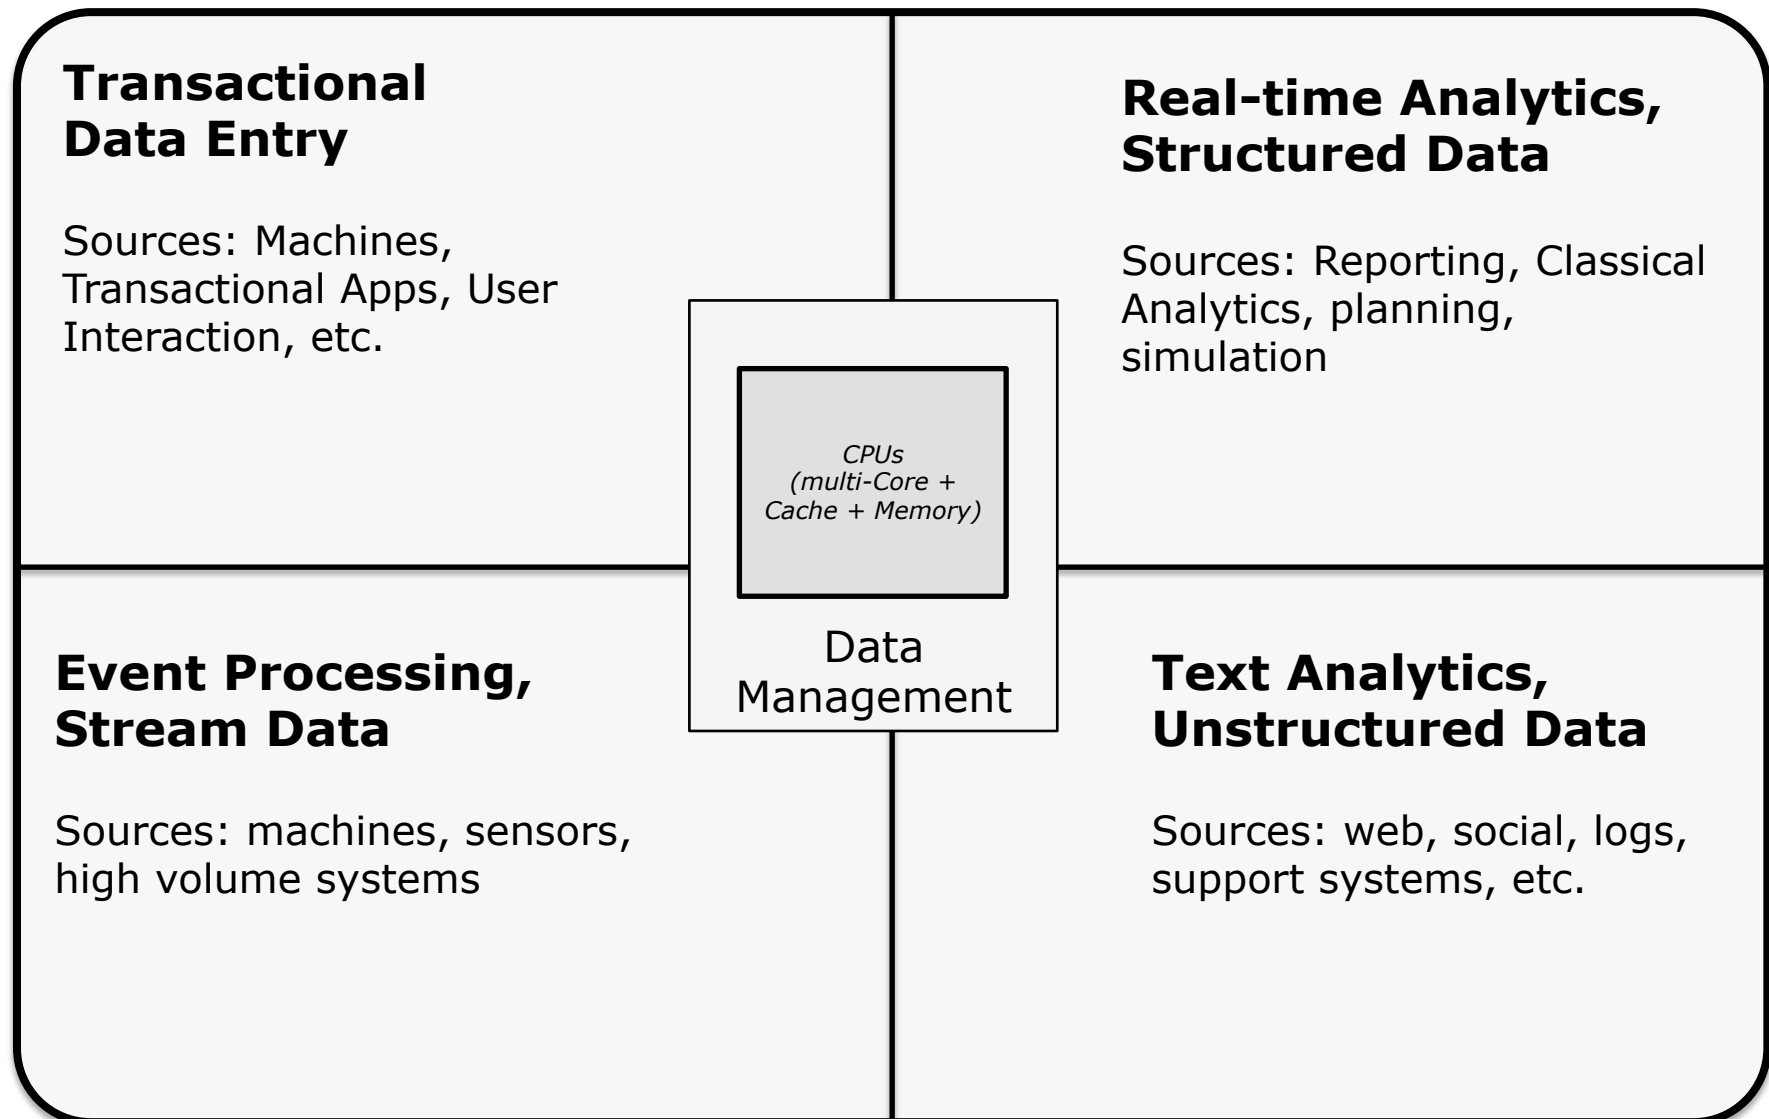 Transactional
Data Entry
Sources: Machines,
Transactional Apps, User
Interaction, etc.
Real-time Analytics,
Structured Data
Sources: Reporting, Classical
Analytics, planning,
simulation
CPUs
(multi-Core +
Cache + Memory)
Data
Management
Event Processing,
Stream Data
Sources: machines, sensors,
high volume systems
Text Analytics,
Unstructured Data
Sources: web, social, logs,
support systems, etc.